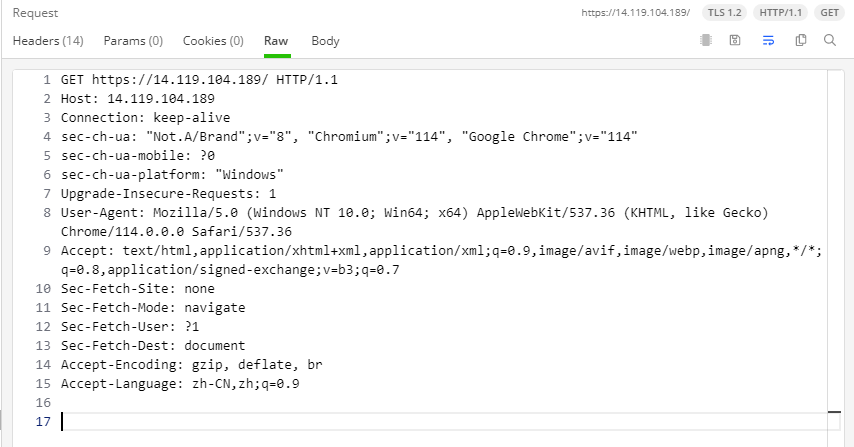 Request https://14.119.104.189/ TLS 1.2 HTTP/1.1 GET
Headers (14) Params (0) Cookies (0) Raw Body
1 GET https://14.119.104.189/ HTTP/1.1
2 Host: 14.119.104.189
3 Connection: keep-alive
4 sec-ch-ua: "Not.A/Brand";v="8", "Chromium";v="114", "Google Chrome";v="114"
5 sec-ch-ua-mobile: ?0
6 sec-ch-ua-platform: "Windows"
7 Upgrade-Insecure-Requests: 1
8 User-Agent: Mozilla/5.0 (Windows NT 10.0; Win64; x64) AppleWebKit/537.36 (KHTML, like Gecko)
Chrome/114.0.0.0 Safari/537.36
9 Accept: text/html,application/xhtml+xml,application/xml;q=0.9,image/avif,image/webp,image/apng,*/*;
q=0.8,application/signed-exchange;v=b3;q=0.7
10 Sec-Fetch-Site: none
11 Sec-Fetch-Mode: navigate
12 Sec-Fetch-User: ?1
13 Sec-Fetch-Dest: document
14 Accept-Encoding: gzip, deflate, br
15 Accept-Language: zh-CN,zh;q=0.9
16
17